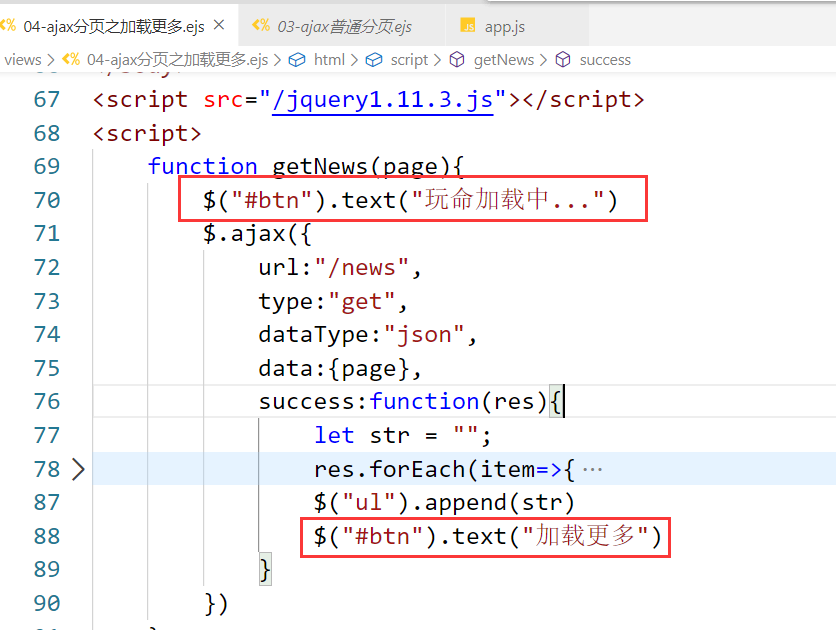 04-ajax分页之加载更多.ejs × 03-ajax普通分页.ejs JS app.js
views > 04-ajax分页之加载更多.ejs > html > script > getNews > success
67 <script src="/jquery1.11.3.js"></script>
68 <script>
69 function getNews(page){
70 $("#btn").text("玩命加载中...")
71 $.ajax({
72 url:"/news",
73 type:"get",
74 dataType:"json",
75 data:{page},
76 success:function(res){
77 let str = "";
78 res.forEach(item=>{ ...
87 $("ul").append(str)
88 $("#btn").text("加载更多")
89 }
90 })